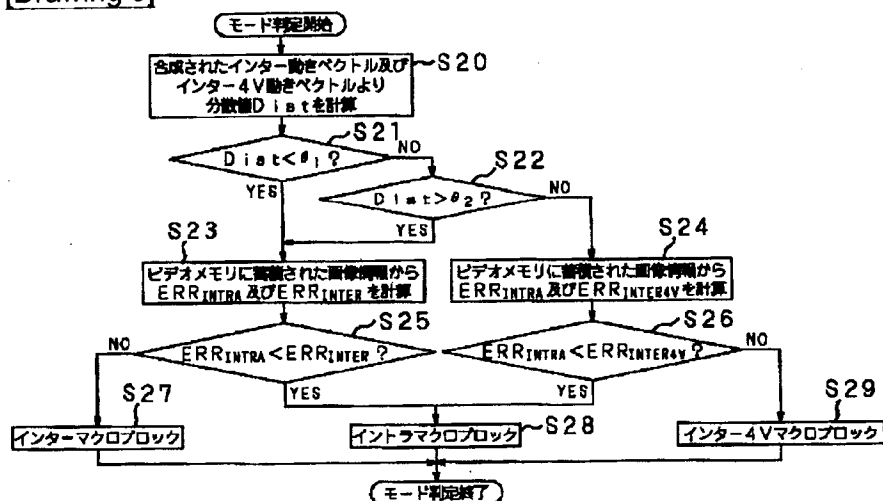 モード判定開始
合成されたインター動きベクトル及び
インター4V動きベクトルより
分散値Distを計算
S20
S21
Dist<θ1?
NO
YES
S22
Dist>θ2?
NO
YES
S23
ビデオメモリに蓄積された画像情報から
ERRINTRA及びERRINTERを計算
S24
ビデオメモリに蓄積された画像情報から
ERRINTRA及びERRINTER4Vを計算
S25
ERRINTRA<ERRINTER?
NO
YES
S26
ERRINTRA<ERRINTER4V?
NO
YES
S27
インターマクロブロック
イントラマクロブロック
S28
S29
インター4Vマクロブロック
モード判定終了